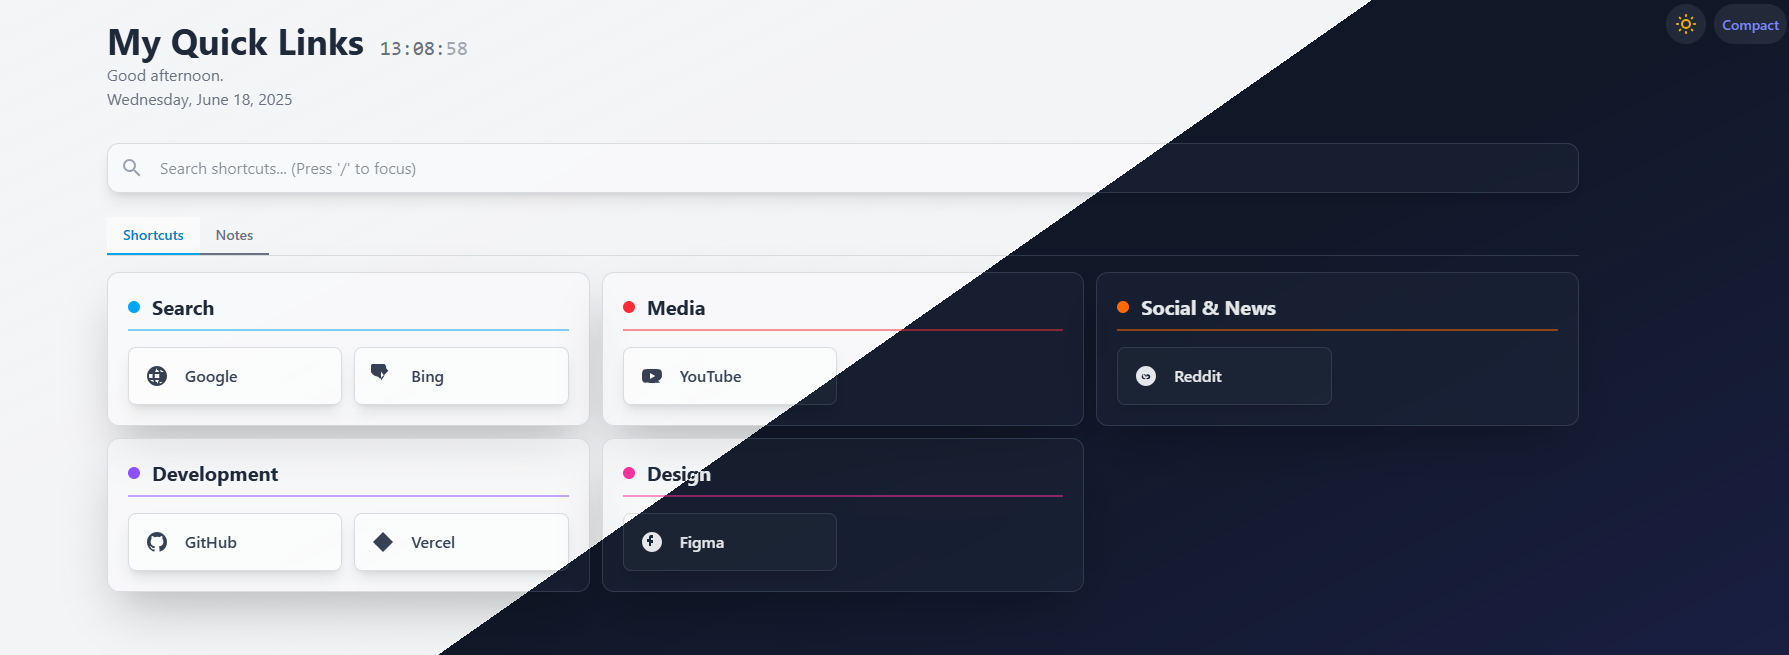 My Quick Links 13:08:58
Compact
Good afternoon.
Wednesday, June 18, 2025
Search shortcuts... (Press '/' to focus)
Shortcuts Notes
Search
Google Bing
Media
YouTube
Social & News
Reddit
Development
GitHub Vercel
Design
Figma